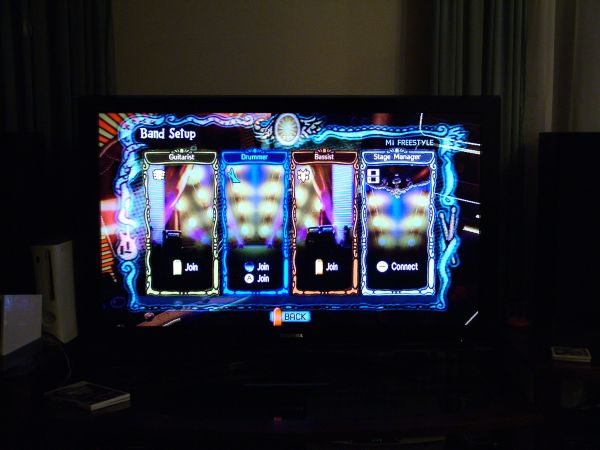 Band Setup
Mii FREESTYLE
Guitarist
Drummer
Bassist
Stage Manager
Join
Join
Join
Join
Connect
BACK